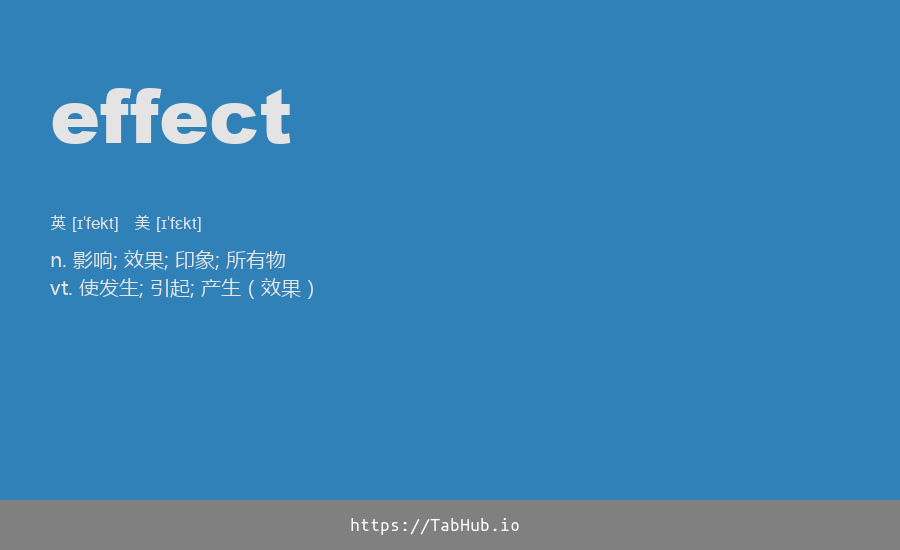 effect
英 [ɪˈfekt] 美 [ɪˈfɛkt]
n. 影响; 效果; 印象; 所有物
vt. 使发生; 引起; 产生 ( 效果 )
https://TabHub.io